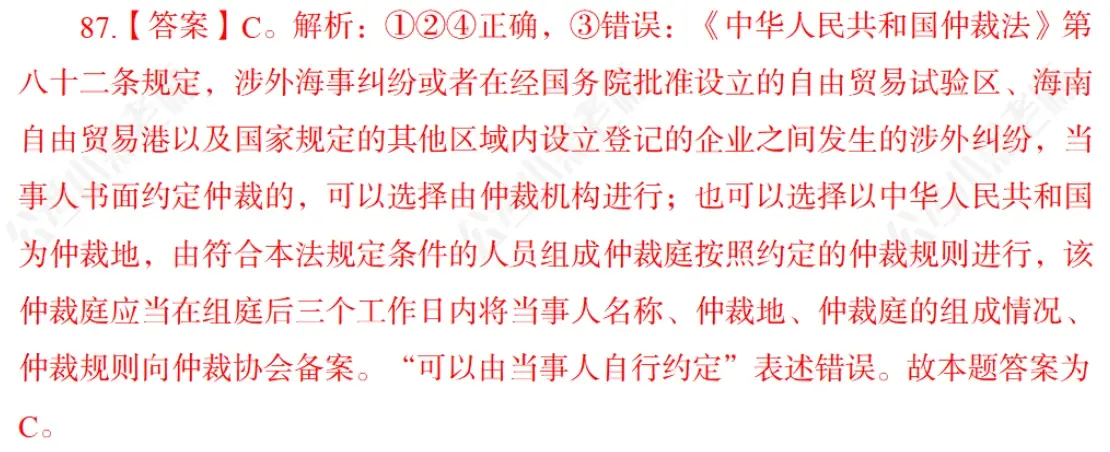 87.【答案】C。解析：①②④正确，③错误：《中华人民共和国仲裁法》第
八十二条规定，涉外海事纠纷或者在经国务院批准设立的自由贸易试验区、海南
自由贸易港以及国家规定的其他区域内设立登记的企业之间发生的涉外纠纷，当
事人书面约定仲裁的，可以选择由仲裁机构进行；也可以选择以中华人民共和国
为仲裁地，由符合本法规定条件的人员组成仲裁庭按照约定的仲裁规则进行，该
仲裁庭应当在组庭后三个工作日内将当事人名称、仲裁地、仲裁庭的组成情况、
仲裁规则向仲裁协会备案。“可以由当事人自行约定”表述错误。故本题答案为
C。